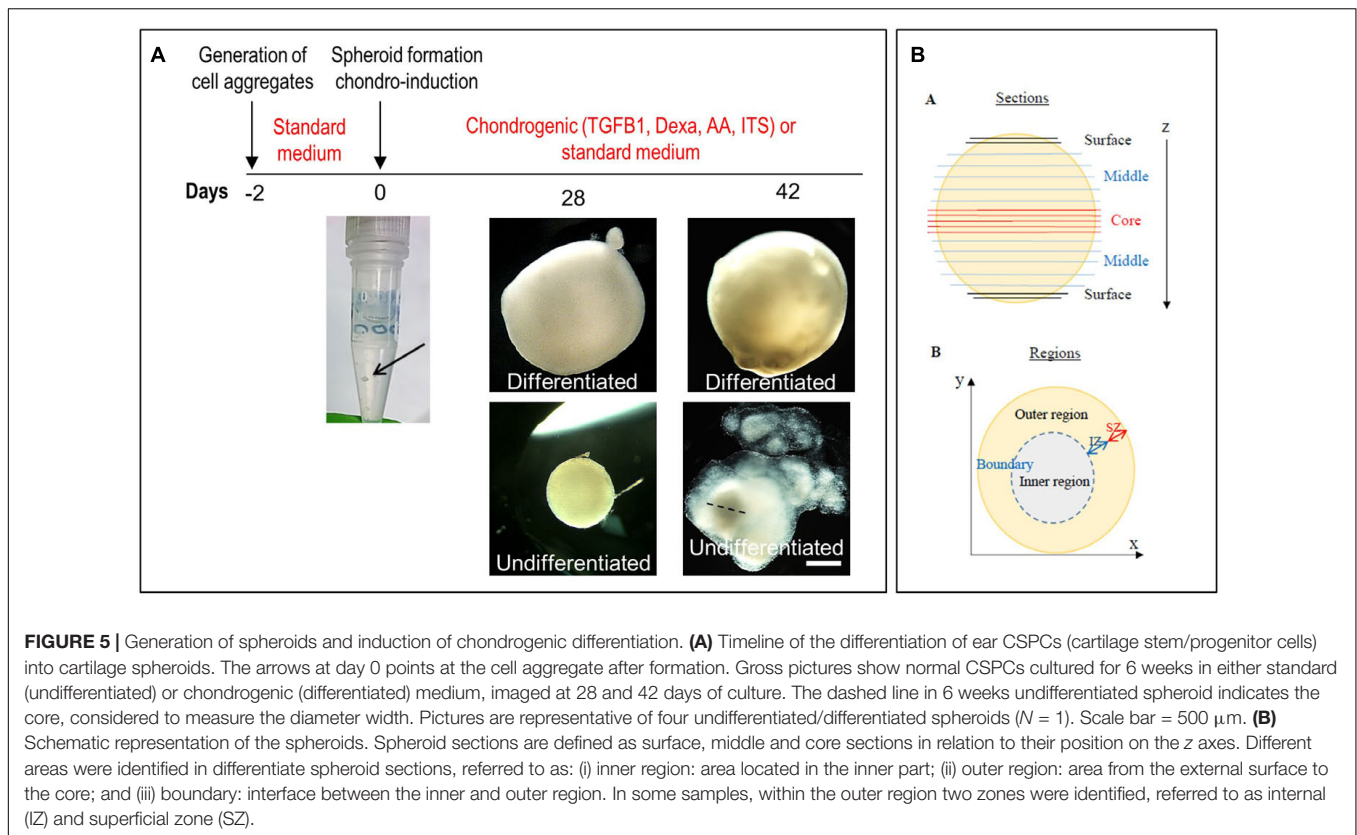 A
Generation of
cell aggregates
Spheroid formation
chondro-induction
Standard
medium
Chondrogenic (TGFB1, Dexa, AA, ITS) or
standard medium
Days -2 0 28 42
Differentiated
Differentiated
Undifferentiated
Undifferentiated
B
A Sections
z
Surface
Middle
Core
Middle
Surface
B Regions
y
Outer region
SZ
IZ
Boundary
Inner region
x
FIGURE 5 | Generation of spheroids and induction of chondrogenic differentiation. (A) Timeline of the differentiation of ear CSPCs (cartilage stem/progenitor cells)
into cartilage spheroids. The arrows at day 0 points at the cell aggregate after formation. Gross pictures show normal CSPCs cultured for 6 weeks in either standard
(undifferentiated) or chondrogenic (differentiated) medium, imaged at 28 and 42 days of culture. The dashed line in 6 weeks undifferentiated spheroid indicates the
core, considered to measure the diameter width. Pictures are representative of four undifferentiated/differentiated spheroids (N = 1). Scale bar = 500 μm. (B)
Schematic representation of the spheroids. Spheroid sections are defined as surface, middle and core sections in relation to their position on the z axes. Different
areas were identified in differentiate spheroid sections, referred to as: (i) inner region: area located in the inner part; (ii) outer region: area from the external surface to
the core; and (iii) boundary: interface between the inner and outer region. In some samples, within the outer region two zones were identified, referred to as internal
(IZ) and superficial zone (SZ).